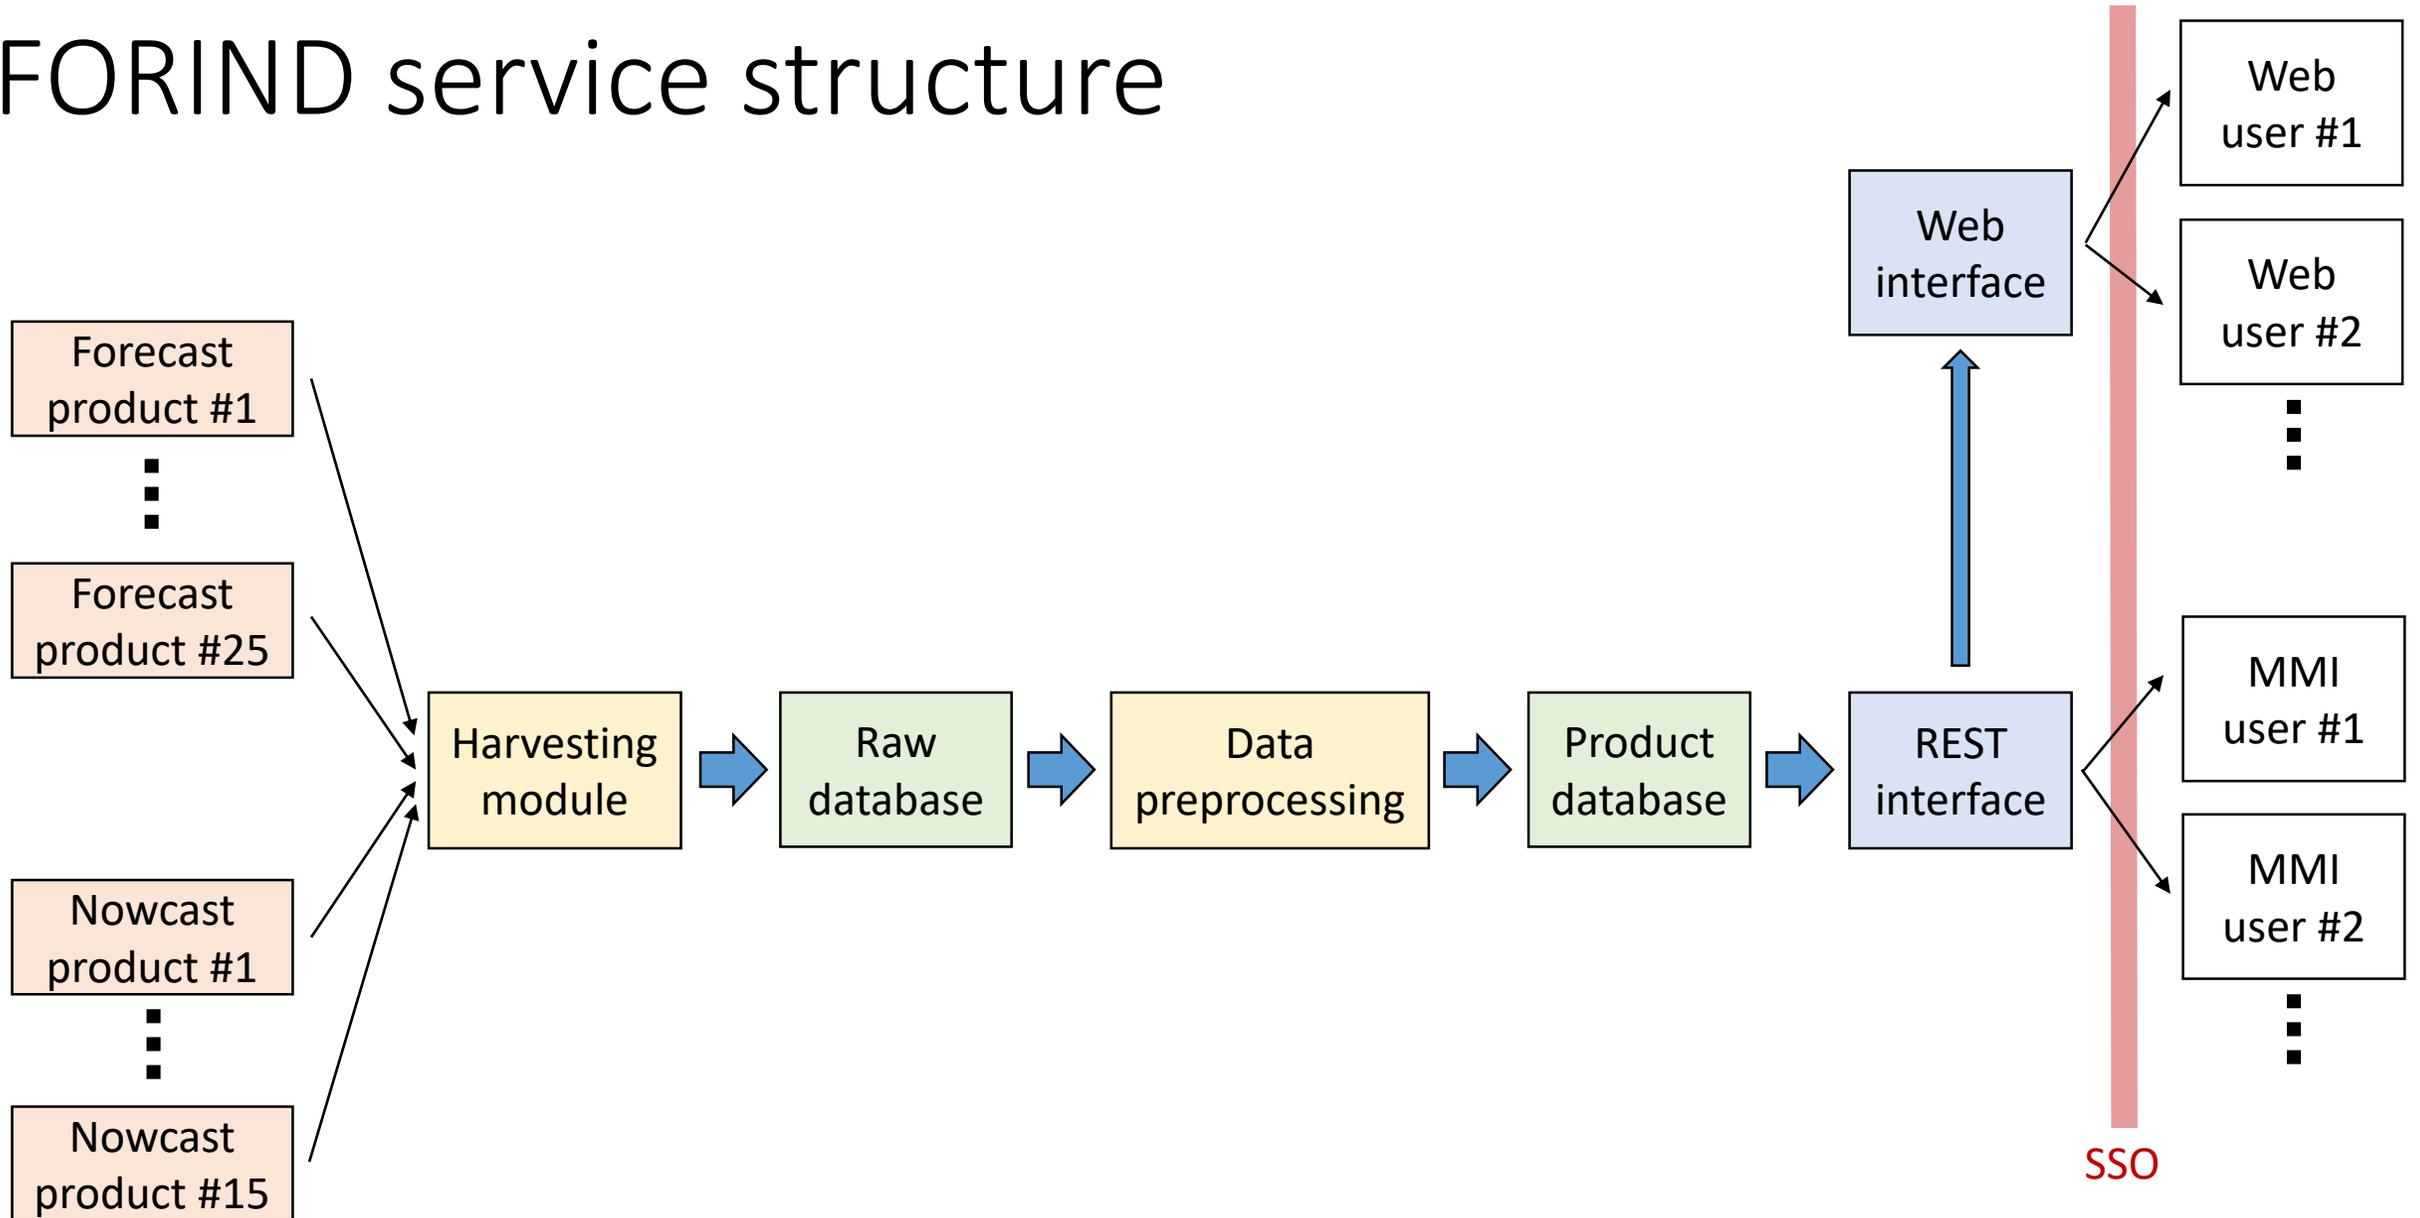 FORIND service structure
Forecast
product #1
Forecast
product #25
Nowcast
product #1
Nowcast
product #15
Harvesting
module
Raw
database
Data
preprocessing
Product
database
REST
interface
Web
interface
Web
user #1
Web
user #2
MMI
user #1
MMI
user #2
SSO